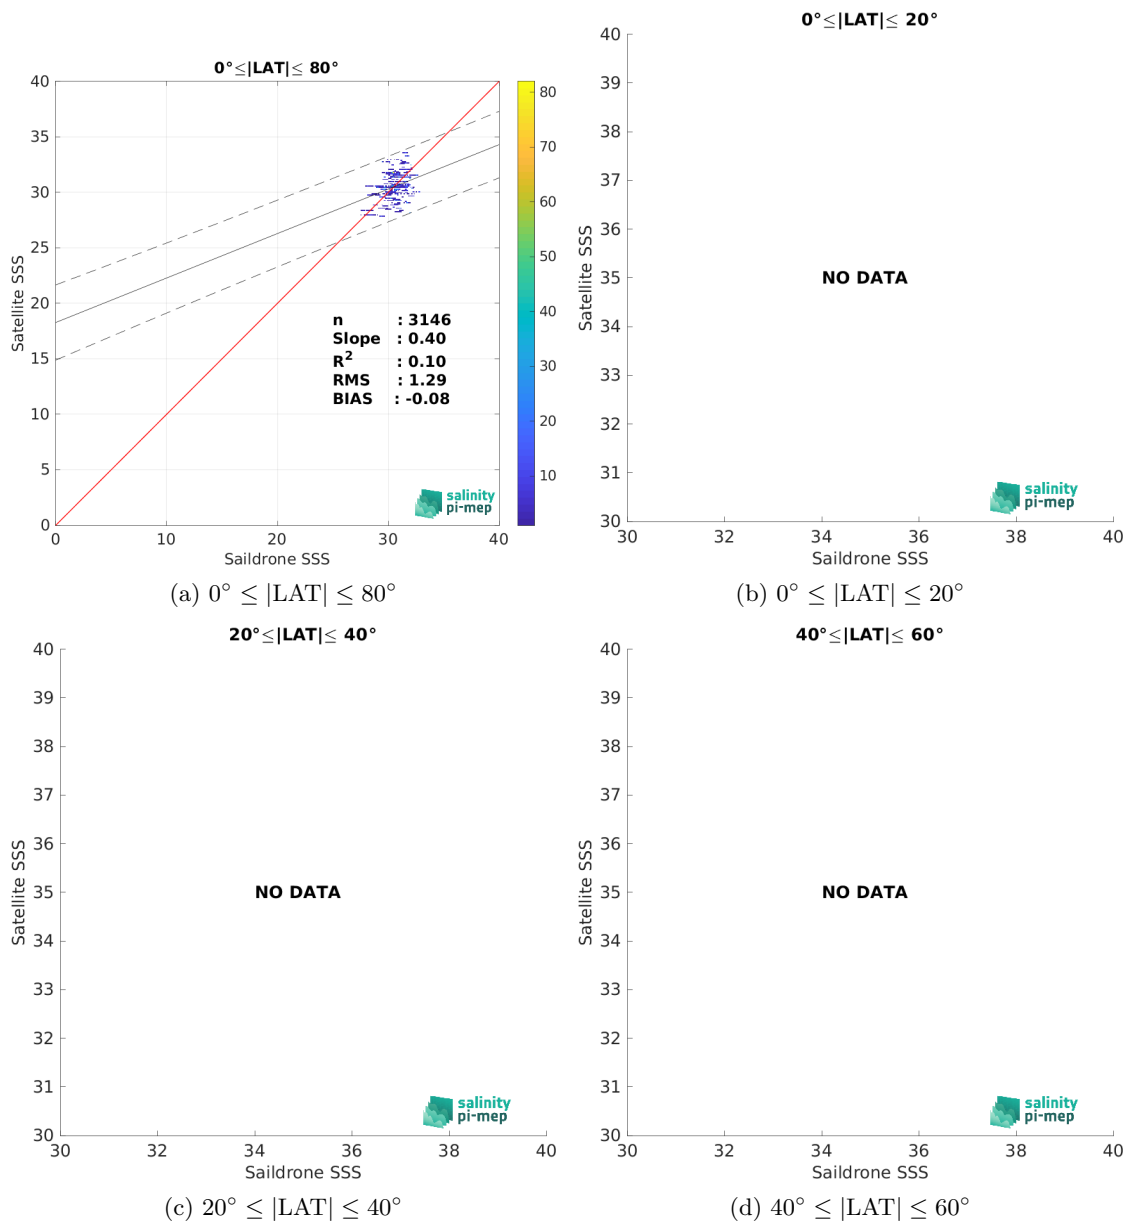 0°≤|LAT|≤ 80°
40
35
30
25
20
15
10
5
0
Satellite SSS
0
10
20
30
40
Saildrone SSS
n : 3146
Slope : 0.40
R² : 0.10
RMS : 1.29
BIAS : -0.08
salinity
pi-mep
80
70
60
50
40
30
20
10
(a) 0° ≤ |LAT| ≤ 80°
0°≤|LAT|≤ 20°
40
39
38
37
36
35
34
33
32
31
30
Satellite SSS
NO DATA
salinity
pi-mep
30
32
34
36
38
40
Saildrone SSS
(b) 0° ≤ |LAT| ≤ 20°
20°≤|LAT|≤ 40°
40
39
38
37
36
35
34
33
32
31
30
Satellite SSS
NO DATA
salinity
pi-mep
30
32
34
36
38
40
Saildrone SSS
(c) 20° ≤ |LAT| ≤ 40°
40°≤|LAT|≤ 60°
40
39
38
37
36
35
34
33
32
31
30
Satellite SSS
NO DATA
salinity
pi-mep
30
32
34
36
38
40
Saildrone SSS
(d) 40° ≤ |LAT| ≤ 60°